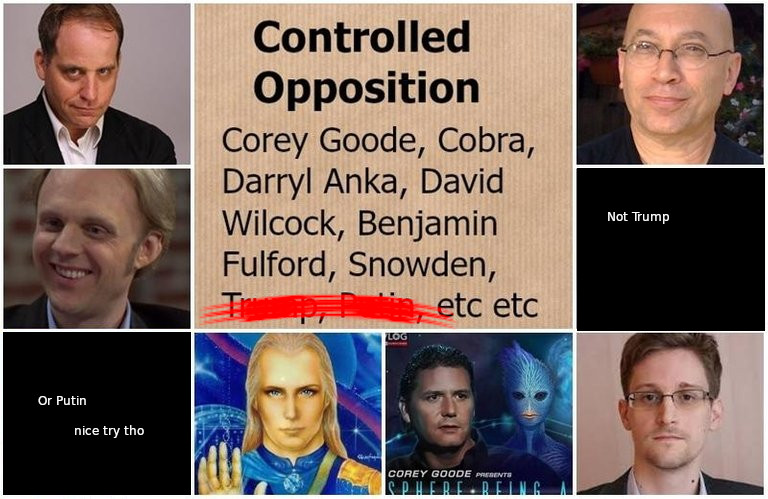 Controlled
Opposition
Corey Goode, Cobra,
Darryl Anka, David
Wilcock, Benjamin
Fulford, Snowden,
Trump, Putin, etc etc
Not Trump
Or Putin
nice try tho
COREY GOODE PRESENTS
SPHERE BEING A